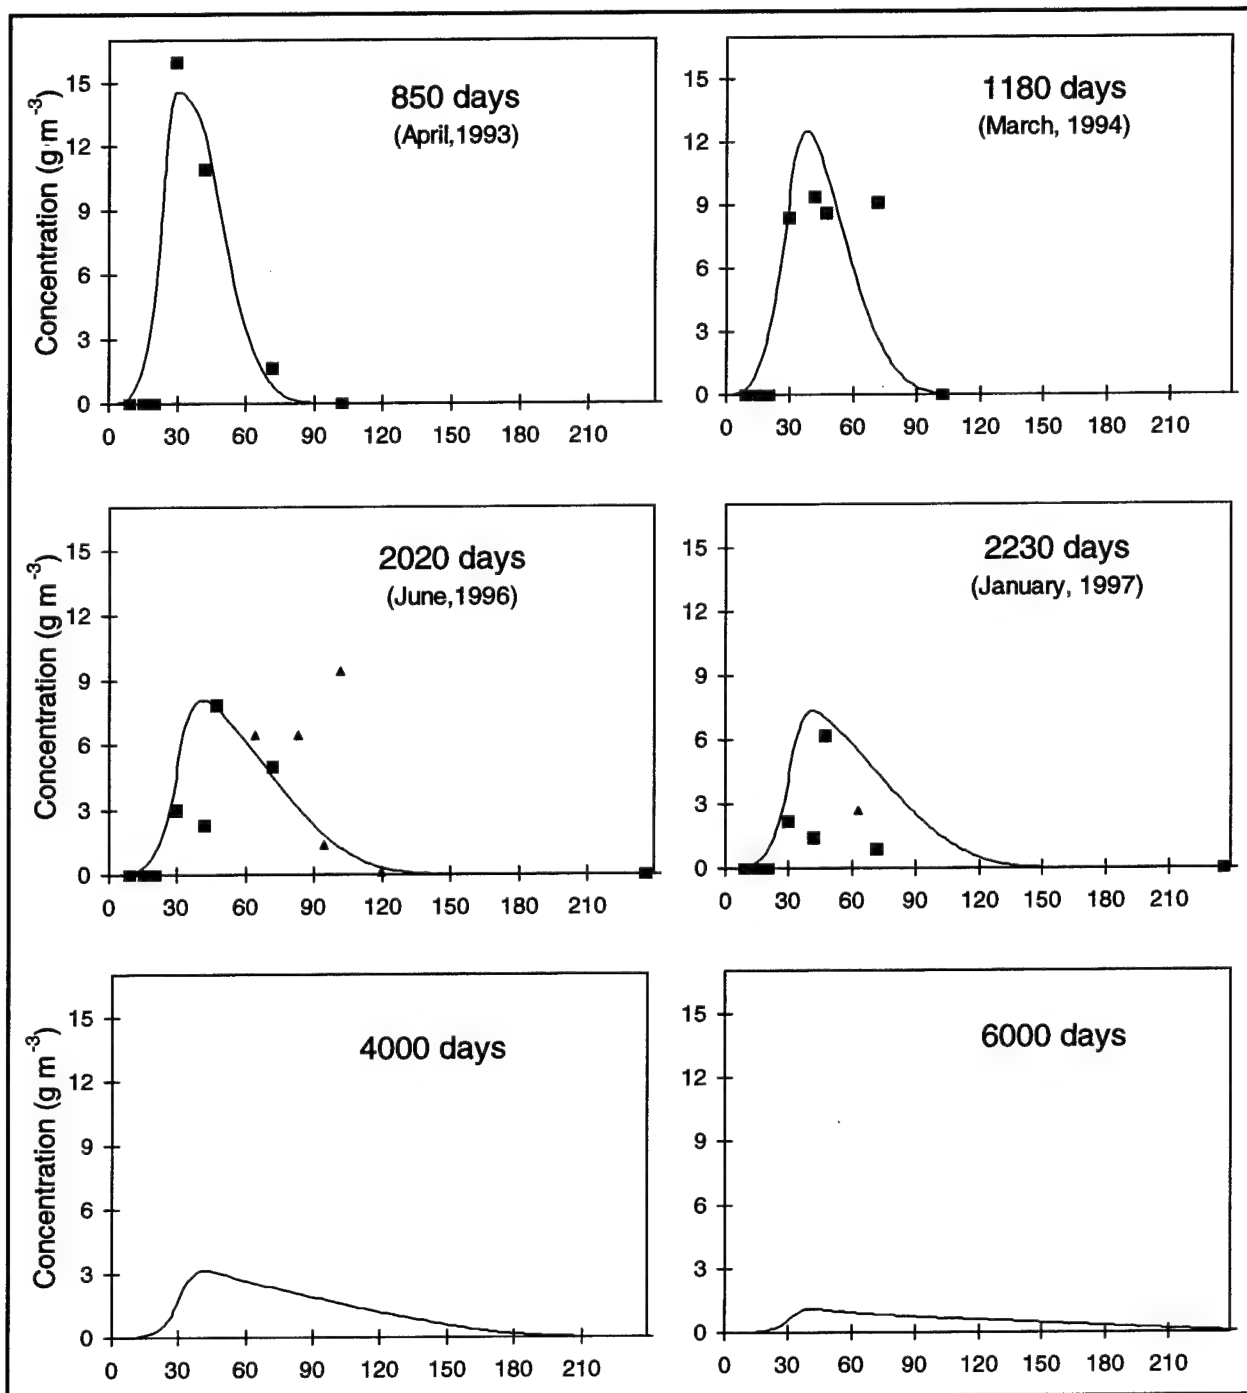 Concentration (g m⁻³)
15
12
9
6
3
0
850 days
(April,1993)
0 30 60 90 120 150 180 210
15
12
9
6
3
0
1180 days
(March, 1994)
0 30 60 90 120 150 180 210
Concentration (g m⁻³)
15
12
9
6
3
0
2020 days
(June,1996)
0 30 60 90 120 150 180 210
15
12
9
6
3
0
2230 days
(January, 1997)
0 30 60 90 120 150 180 210
Concentration (g m⁻³)
15
12
9
6
3
0
4000 days
0 30 60 90 120 150 180 210
15
12
9
6
3
0
6000 days
0 30 60 90 120 150 180 210